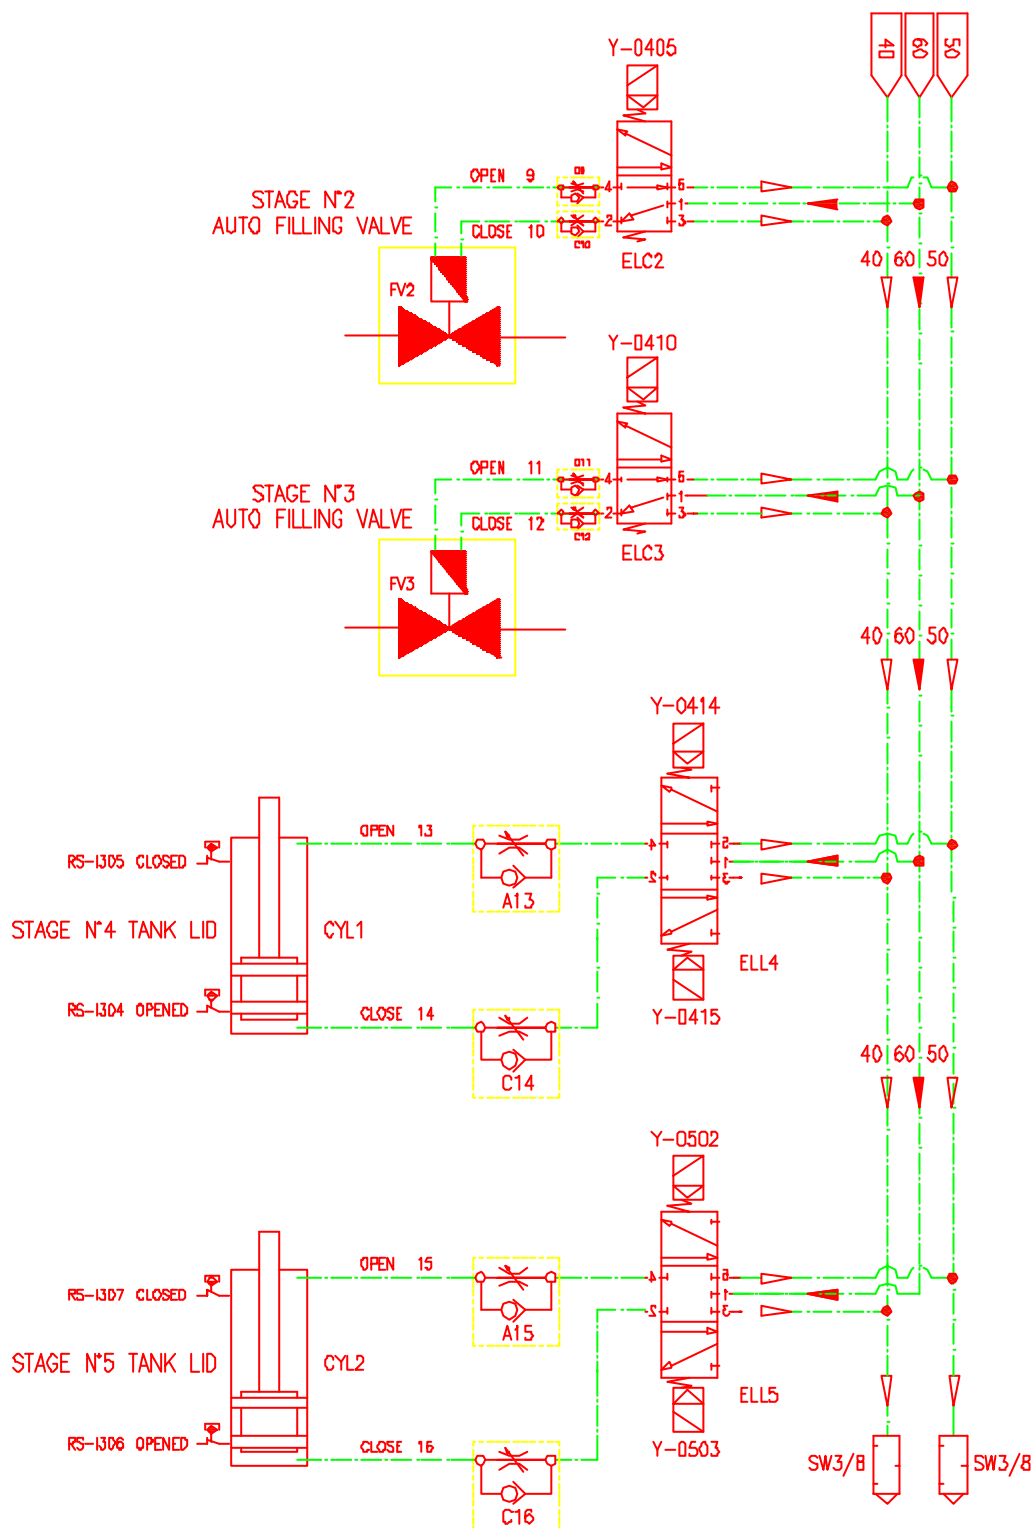 40 60 50
Y-0405
OPEN 9
4 5
1
2 3
CLOSE 10
C10
STAGE N°2
AUTO FILLING VALVE
ELC2
FV2
40 60 50
Y-0410
OPEN 11
O11
4 5
1
2 3
CLOSE 12
C12
STAGE N°3
AUTO FILLING VALVE
ELC3
FV3
40 60 50
Y-0414
OPEN 13
4 5
1
2 3
RS-1305 CLOSED
A13
STAGE N°4 TANK LID
CYL1
ELL4
RS-1304 OPENED
CLOSE 14
Y-0415
C14
40 60 50
Y-0502
OPEN 15
4 5
1
2 3
RS-1307 CLOSED
A15
STAGE N°5 TANK LID
CYL2
ELL5
RS-1306 OPENED
CLOSE 16
Y-0503
C16
SW3/8
SW3/8